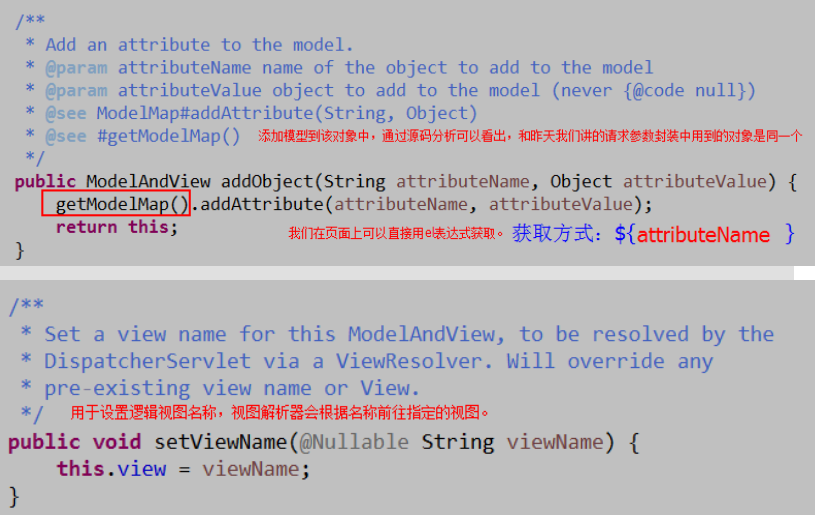 /**
* Add an attribute to the model.
* @param attributeName name of the object to add to the model
* @param attributeValue object to add to the model (never {@code null})
* @see ModelMap#addAttribute(String, Object)
* @see #getModelMap() 添加模型到该对象中，通过源码分析可以看出，和昨天我们讲的请求参数封装中用到的对象是同一个
*/
public ModelAndView addObject(String attributeName, Object attributeValue) {
getModelMap().addAttribute(attributeName, attributeValue);
return this; 我们在页面上可以直接用el表达式获取。 获取方式：${attributeName }
}
/**
* Set a view name for this ModelAndView, to be resolved by the
* DispatcherServlet via a ViewResolver. Will override any
* pre-existing view name or View.
*/ 用于设置逻辑视图名称，视图解析器会根据名称前往指定的视图。
public void setViewName(@Nullable String viewName) {
this.view = viewName;
}